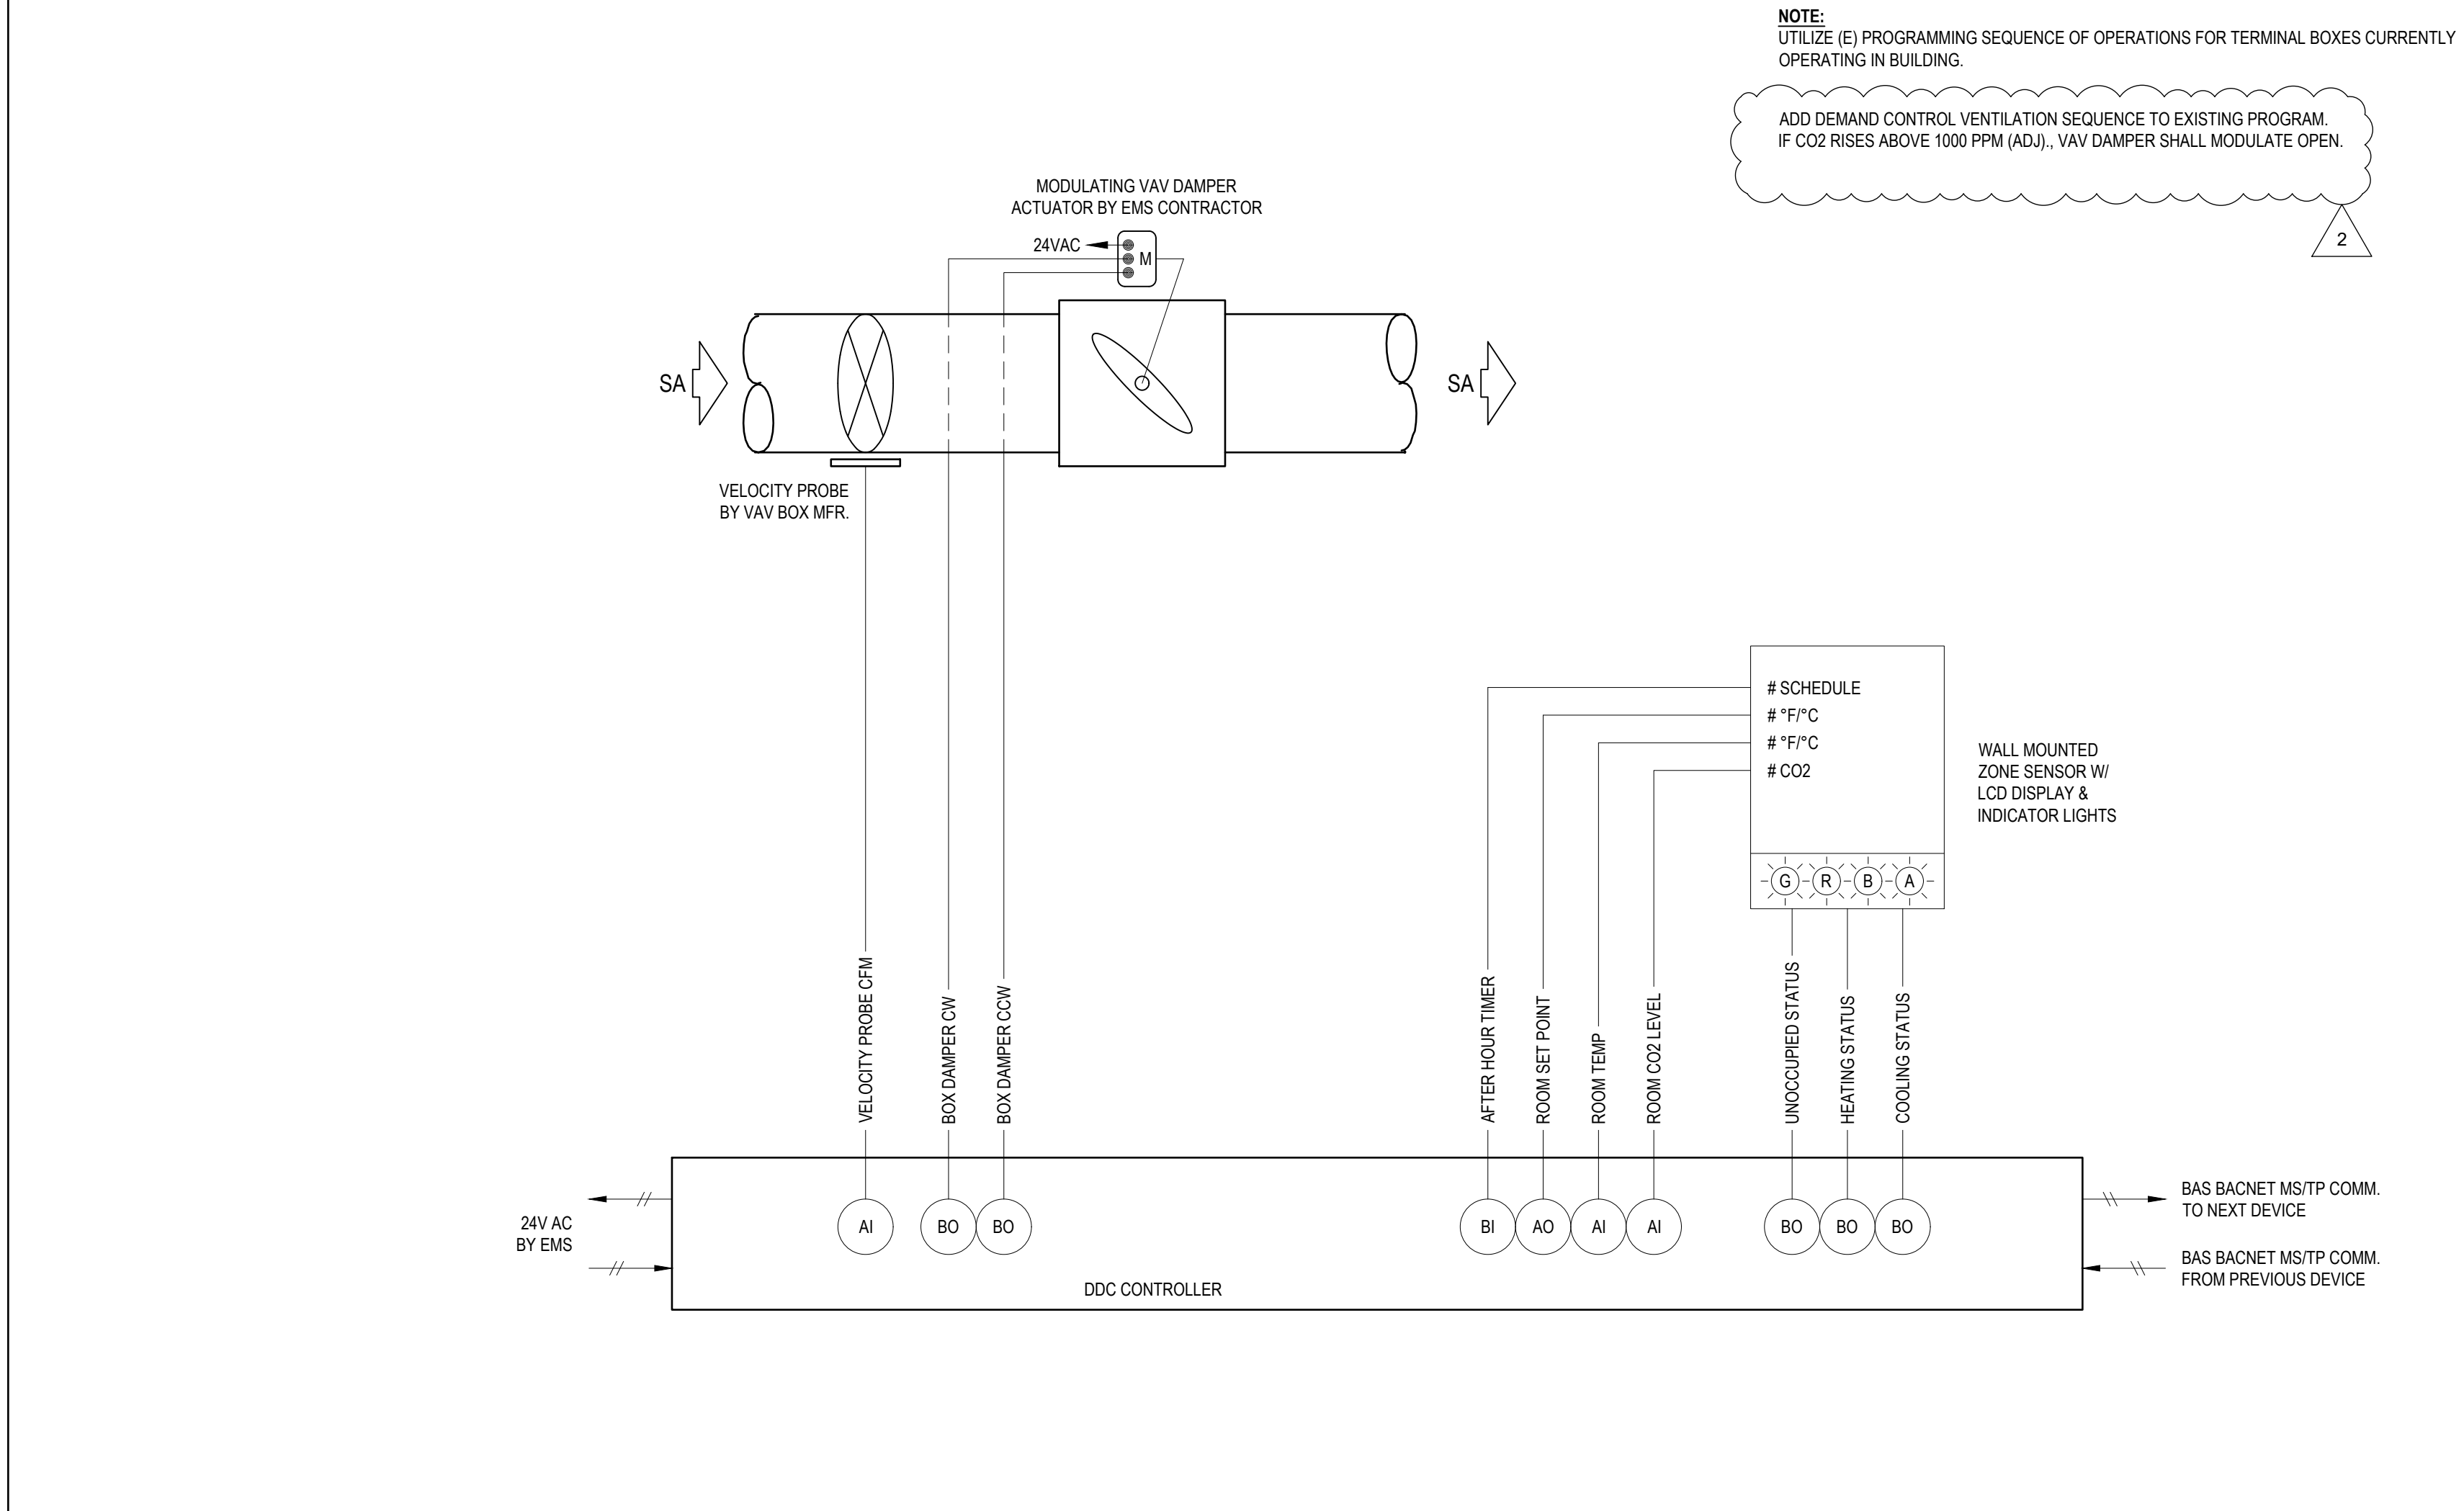 NOTE:
UTILIZE (E) PROGRAMMING SEQUENCE OF OPERATIONS FOR TERMINAL BOXES CURRENTLY
OPERATING IN BUILDING.
ADD DEMAND CONTROL VENTILATION SEQUENCE TO EXISTING PROGRAM.
IF CO2 RISES ABOVE 1000 PPM (ADJ)., VAV DAMPER SHALL MODULATE OPEN.
2
MODULATING VAV DAMPER
ACTUATOR BY EMS CONTRACTOR
24VAC
M
SA
SA
VELOCITY PROBE
BY VAV BOX MFR.
# SCHEDULE
# °F/°C
# °F/°C
# CO2
WALL MOUNTED
ZONE SENSOR W/
LCD DISPLAY &
INDICATOR LIGHTS
G R B A
VELOCITY PROBE CFM
BOX DAMPER CW
BOX DAMPER CCW
AFTER HOUR TIMER
ROOM SET POINT
ROOM TEMP
ROOM CO2 LEVEL
UNOCCUPIED STATUS
HEATING STATUS
COOLING STATUS
24V AC
BY EMS
AI BO BO BI AO AI AI BO BO BO
DDC CONTROLLER
BAS BACNET MS/TP COMM.
TO NEXT DEVICE
BAS BACNET MS/TP COMM.
FROM PREVIOUS DEVICE